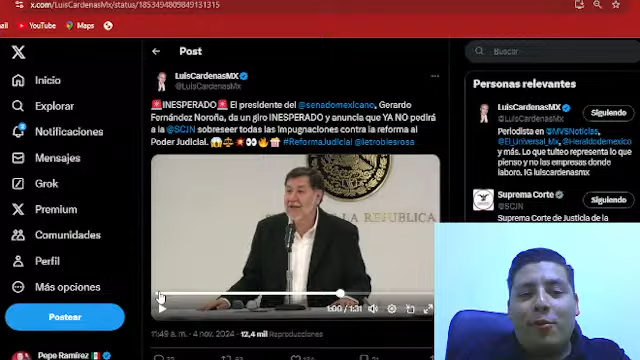 x.com/LuisCardenasMx/status/1853494809849131315
YouTube
Maps
Todos
Inicio
Explorar
Notificaciones
Mensajes
Grok
Premium
Comunidades
Perfil
Más opciones
Postear
Pepe Ramírez
Post
LuisCardenasMX
@LuisCardenasMX
INESPERADO El presidente del @senadomexicano, Gerardo
Fernández Noroña, da un giro INESPERADO y anuncia que YA NO pedirá
a la @SCJN sobreseer todas las impugnaciones contra la reforma al
Poder Judicial. #ReformaJudicial @letroblesrosa
LA REPUBLICA
1:00 / 1:31
11:49 a. m. · 4 nov. 2024 · 12,4 mil Reproducciones
Buscar
Personas relevantes
LuisCardenasMX
@LuisCardenasMX
Siguiendo
Periodista en @MVSNoticias,
@El_Universal_Mx, @Heraldodemexico
y más. Lo que tuiteo representa lo que
pienso y no las empresas donde
laboro. IG luiscardenasmx
Suprema Corte
@SCJN
Siguiendo
Suprema Corte de Justicia de la